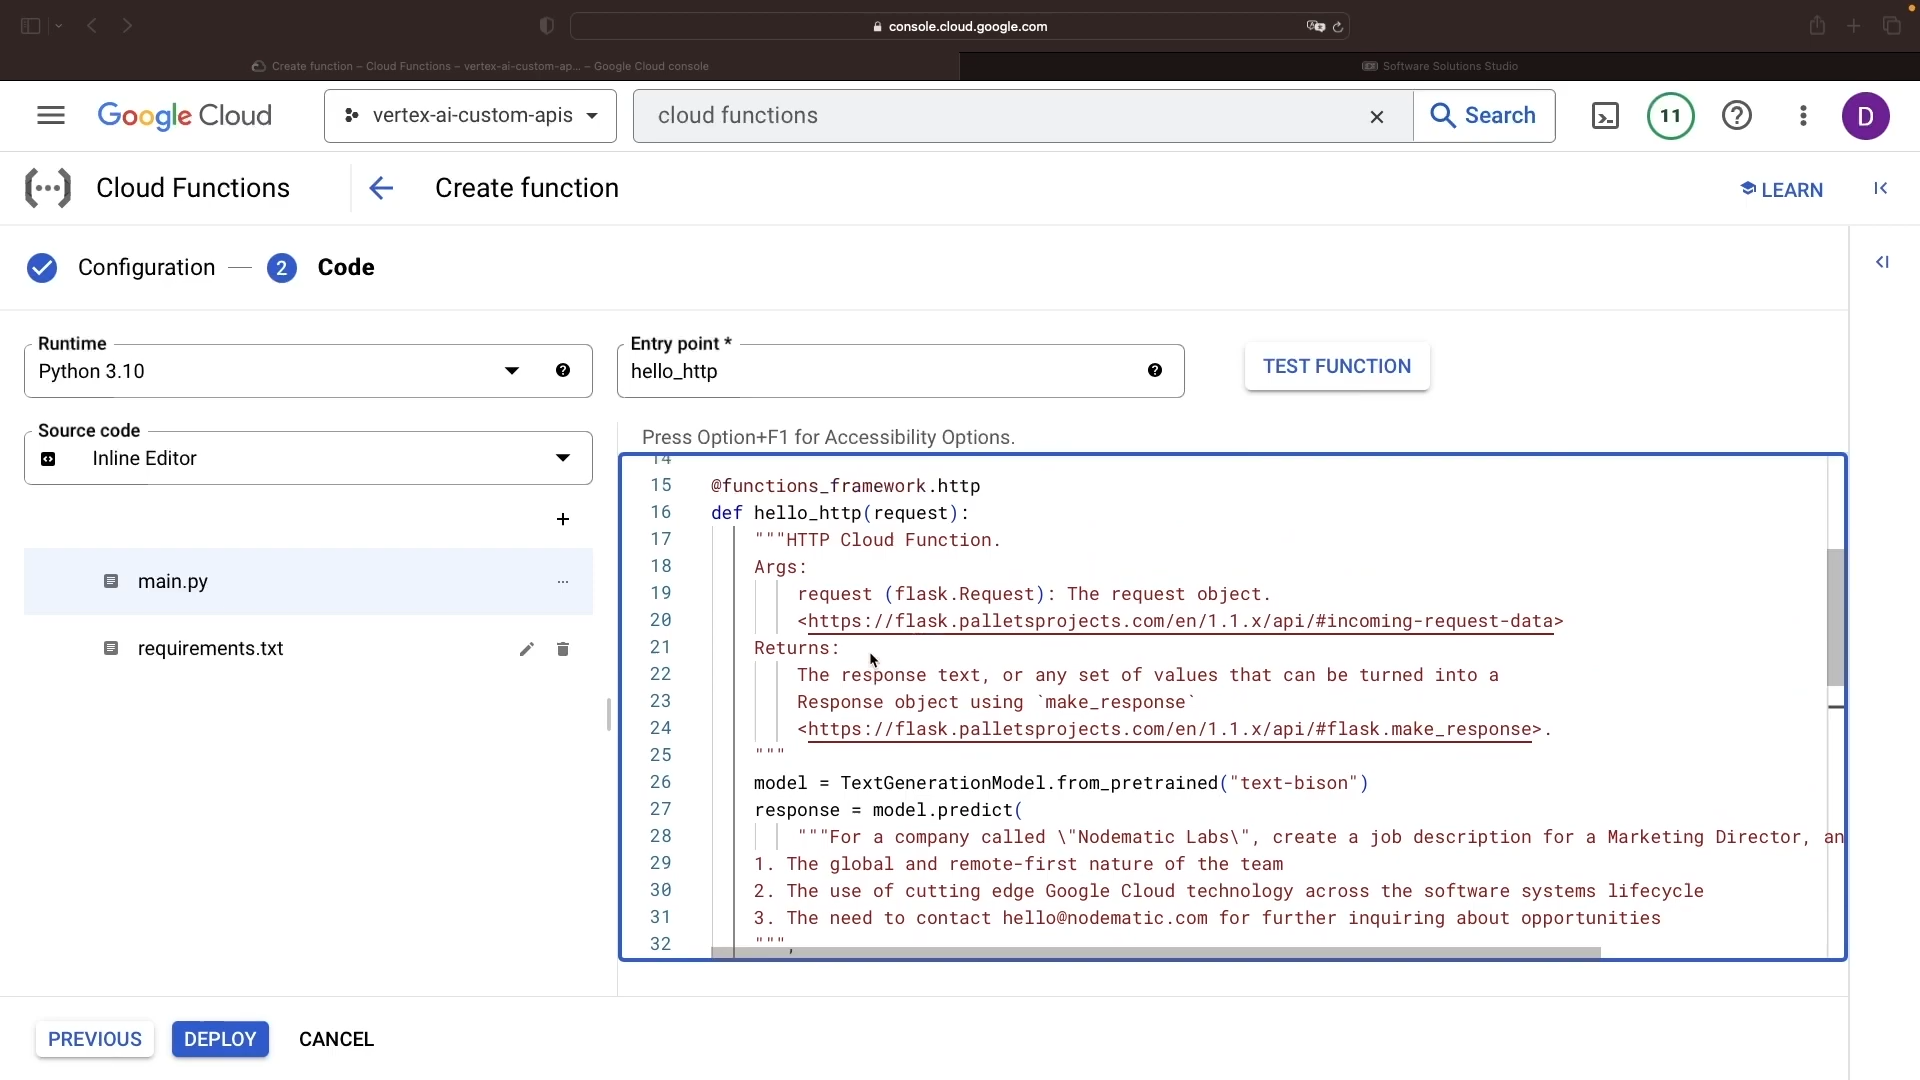 console.cloud.google.com
Create function – Cloud Functions – vertex-ai-custom-ap... – Google Cloud console
Software Solutions Studio
Google Cloud
vertex-ai-custom-apis
cloud functions
Search
11
D
Cloud Functions
Create function
LEARN
Configuration
2
Code
Runtime
Python 3.10
Entry point *
hello_http
TEST FUNCTION
Source code
Inline Editor
Press Option+F1 for Accessibility Options.
main.py
requirements.txt
14
15 @functions_framework.http
16 def hello_http(request):
17 """HTTP Cloud Function.
18 Args:
19 request (flask.Request): The request object.
20 <https://flask.palletsprojects.com/en/1.1.x/api/#incoming-request-data>
21 Returns:
22 The response text, or any set of values that can be turned into a
23 Response object using `make_response`
24 <https://flask.palletsprojects.com/en/1.1.x/api/#flask.make_response>.
25 """
26 model = TextGenerationModel.from_pretrained("text-bison")
27 response = model.predict(
28 """For a company called \"Nodematic Labs\", create a job description for a Marketing Director, an
29 1. The global and remote-first nature of the team
30 2. The use of cutting edge Google Cloud technology across the software systems lifecycle
31 3. The need to contact hello@nodematic.com for further inquiring about opportunities
32 """,
PREVIOUS
DEPLOY
CANCEL